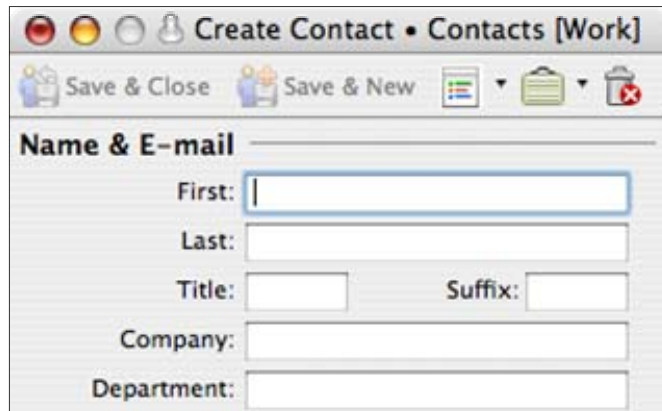 Create Contact • Contacts [Work]
Save & Close Save & New
Name & E-mail
First:
Last:
Title: Suffix:
Company:
Department: